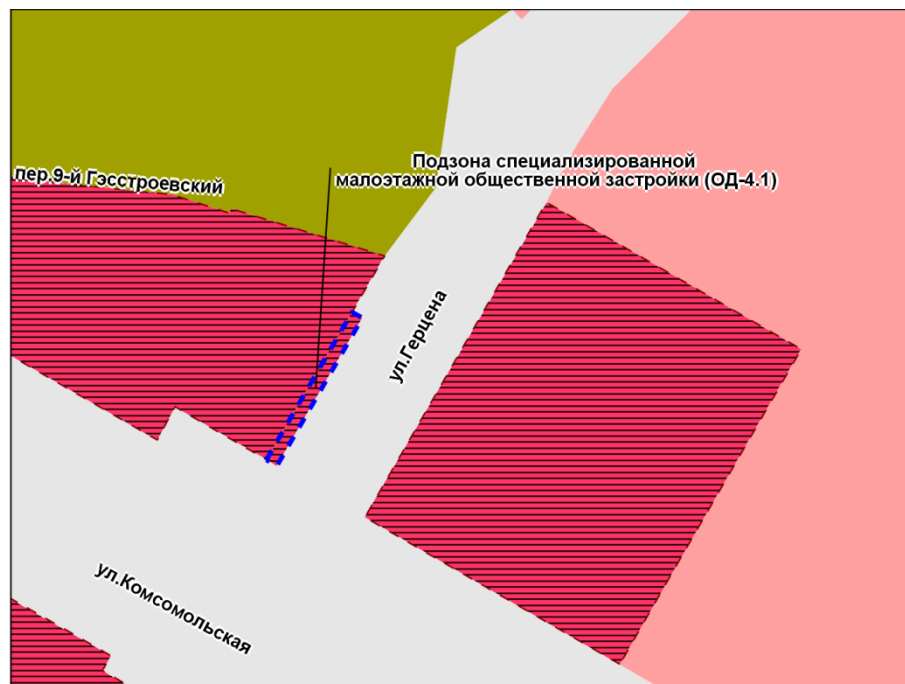 Подзона специализированной
малоэтажной общественной застройки (ОД-4.1)
пер.9-й Гэсстроевский
ул.Герцена
ул.Комсомольская